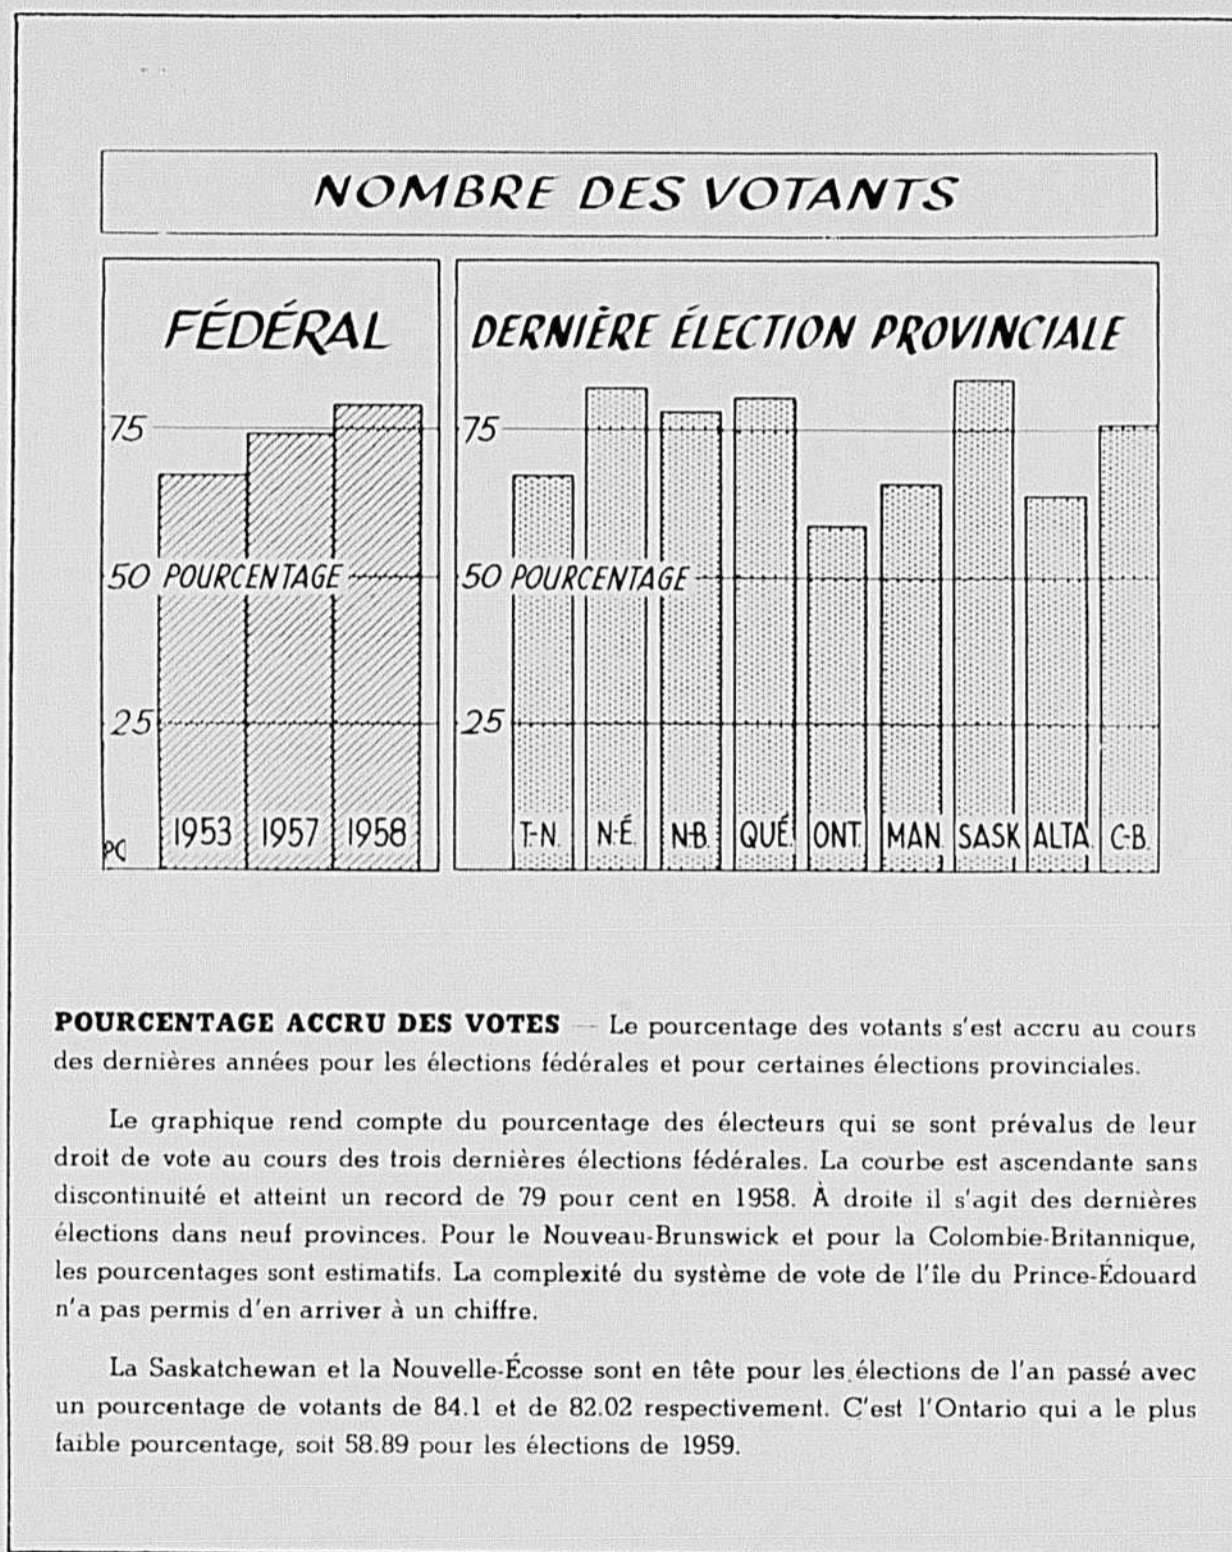 NOMBRE DES VOTANTS
FÉDÉRAL
75
50 POURCENTAGE
25
1953 1957 1958
PC
DERNIÈRE ÉLECTION PROVINCIALE
75
50 POURCENTAGE
25
T.-N. N.-É. N.-B. QUÉ. ONT. MAN. SASK ALTA. C.-B.
POURCENTAGE ACCRU DES VOTES — Le pourcentage des votants s'est accru au cours
des dernières années pour les élections fédérales et pour certaines élections provinciales.
Le graphique rend compte du pourcentage des électeurs qui se sont prévalus de leur
droit de vote au cours des trois dernières élections fédérales. La courbe est ascendante sans
discontinuité et atteint un record de 79 pour cent en 1958. À droite il s'agit des dernières
élections dans neuf provinces. Pour le Nouveau-Brunswick et pour la Colombie-Britannique,
les pourcentages sont estimatifs. La complexité du système de vote de l'île du Prince-Édouard
n'a pas permis d'en arriver à un chiffre.
La Saskatchewan et la Nouvelle-Écosse sont en tête pour les élections de l'an passé avec
un pourcentage de votants de 84.1 et de 82.02 respectivement. C'est l'Ontario qui a le plus
faible pourcentage, soit 58.89 pour les élections de 1959.